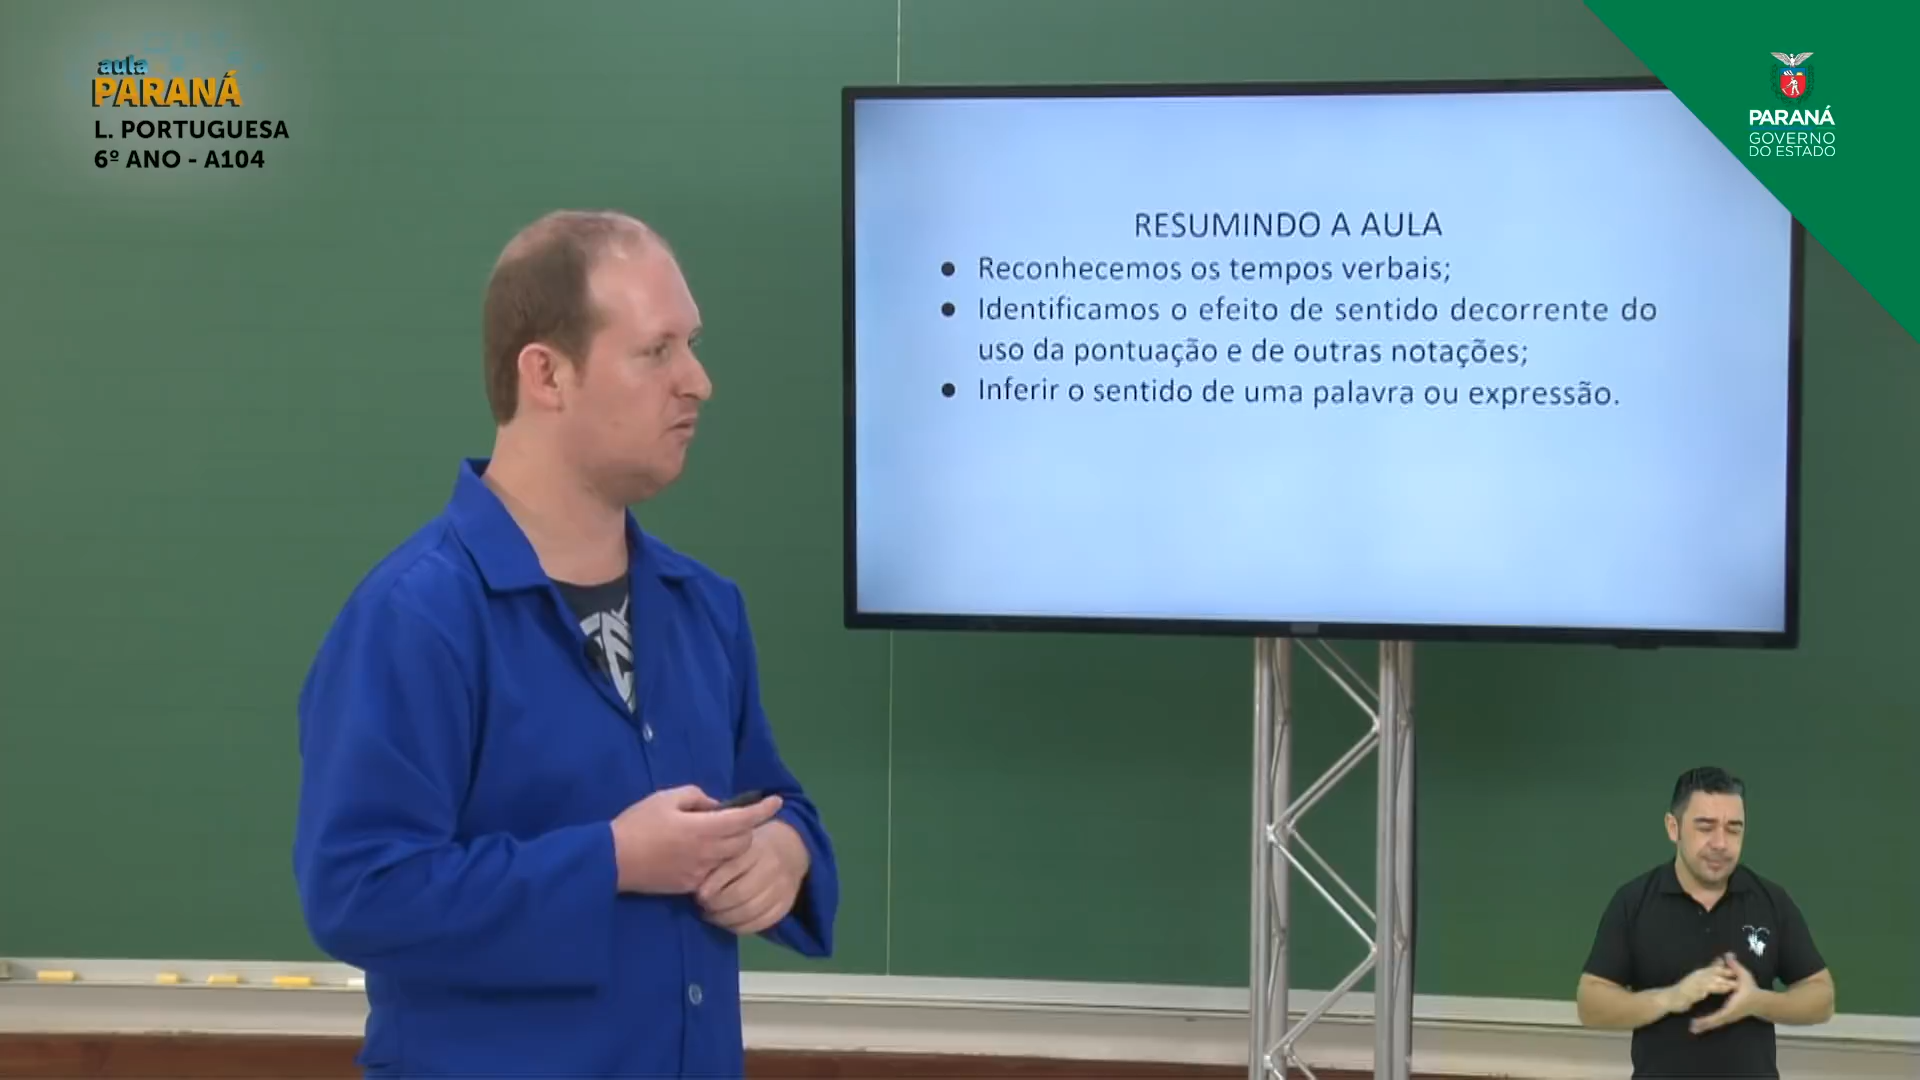 aula
PARANÁ
L. PORTUGUESA
6º ANO - A104
PARANÁ
GOVERNO
DO ESTADO
RESUMINDO A AULA
● Reconhecemos os tempos verbais;
● Identificamos o efeito de sentido decorrente do
uso da pontuação e de outras notações;
● Inferir o sentido de uma palavra ou expressão.